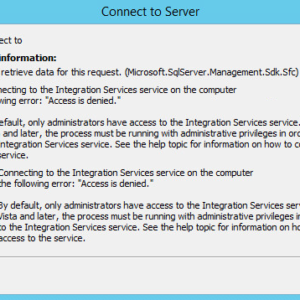 Connect to Server
ect to
information:
retrieve data for this request. (Microsoft.SqlServer.Management.Sdk.Sfc)
necting to the Integration Services service on the computer
wing error: "Access is denied."
efault, only administrators have access to the Integration Services service.
and later, the process must be running with administrative privileges in ord
ntegration Services service. See the help topic for information on how to co
service.
Connecting to the Integration Services service on the computer
the following error: "Access is denied."
By default, only administrators have access to the Integration Services serv
Vista and later, the process must be running with administrative privileges i
to the Integration Services service. See the help topic for information on ho
access to the service.